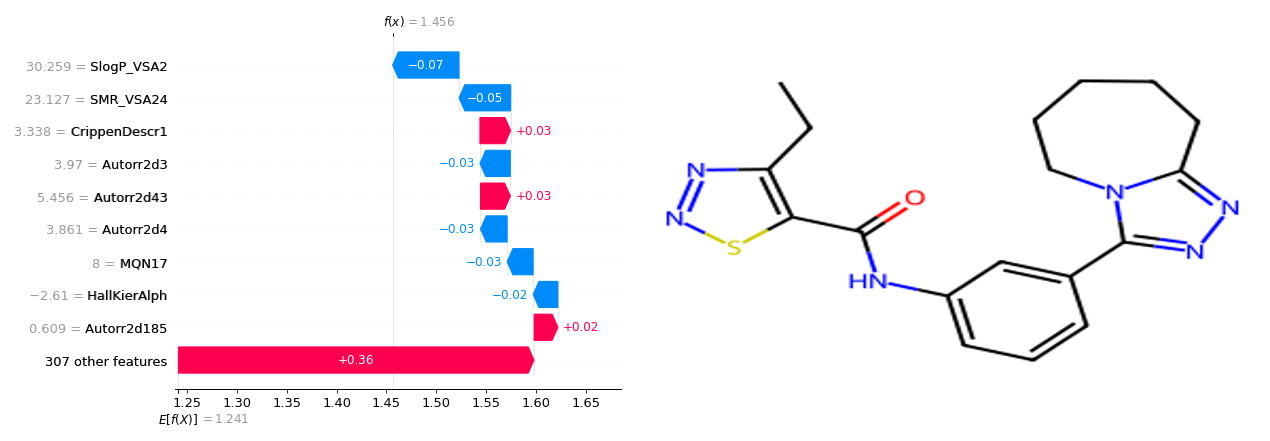 f(x) = 1.456
30.259 = SlogP_VSA2
−0.07
23.127 = SMR_VSA24
−0.05
3.338 = CrippenDescr1
+0.03
3.97 = Autorr2d3
−0.03
5.456 = Autorr2d43
+0.03
3.861 = Autorr2d4
−0.03
8 = MQN17
−0.03
−2.61 = HallKierAlph
−0.02
0.609 = Autorr2d185
+0.02
307 other features
+0.36
1.25 1.30 1.35 1.40 1.45 1.50 1.55 1.60 1.65
E[f(X)] = 1.241
N
N
S
O
HN
N
N
N